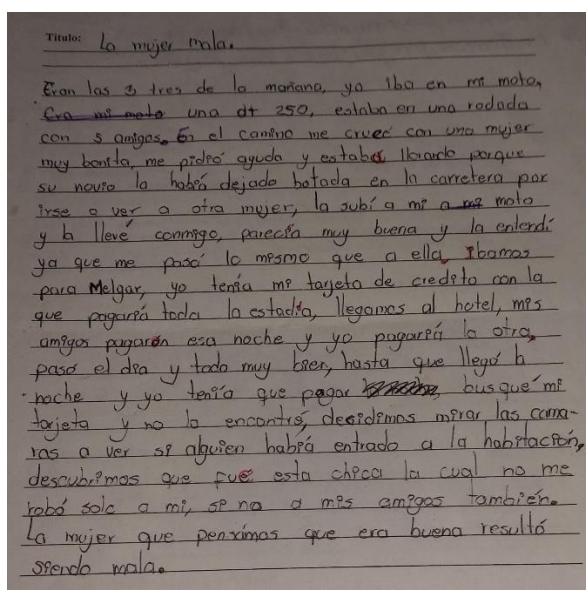 Titulo: La mujer mala.
Eran las 3 tres de la mañana, yo iba en mi moto,
Era mi moto una dt 250, estaba en una rodada
con 5 amigos. En el camino me crucé con una mujer
muy bonita, me pidió ayuda y estaba llorando porque
su novio la había dejado botada en la carretera por
irse a ver a otra mujer, la subí a mi a mi moto
y la llevé conmigo, parecía muy buena y la entendí
ya que me pasó lo mismo que a ella. Ibamos
para Melgar, yo tenía mi tarjeta de credito con la
que pagaría toda la estadía, llegamos al hotel, mis
amigos pagarón esa noche y yo pagaría la otra,
pasó el dia y todo muy bien, hasta que llegó la
noche y yo tenía que pagar, busqué mi
tarjeta y no la encontré, decidimos mirar las cama-
ras a ver si alguien había entrado a la habitación,
descubrimos que fue esta chica la cual no me
robó solo a mi, si no a mis amigos también.
La mujer que penximos que era buena resultó
siendo mala.